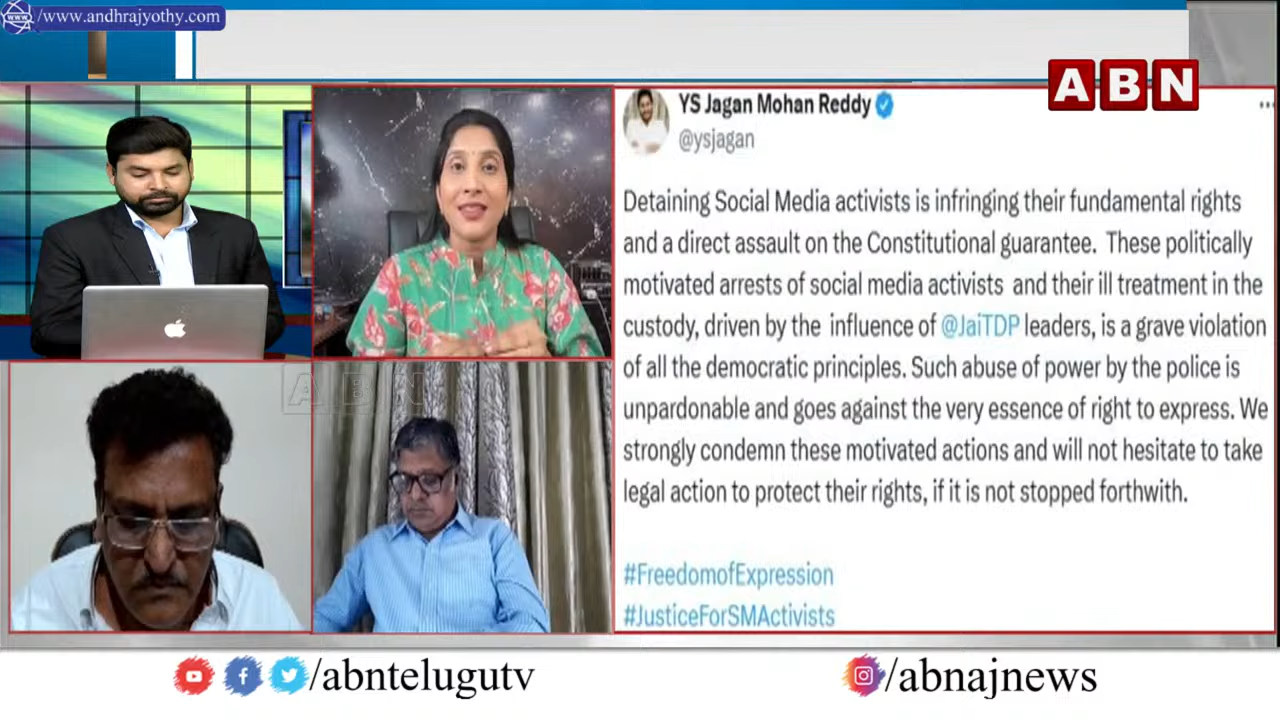 www /www.andhrajyothy.com
ABN
YS Jagan Mohan Reddy
@ysjagan
Detaining Social Media activists is infringing their fundamental rights
and a direct assault on the Constitutional guarantee. These politically
motivated arrests of social media activists and their ill treatment in the
custody, driven by the influence of @JaiTDP leaders, is a grave violation
of all the democratic principles. Such abuse of power by the police is
unpardonable and goes against the very essence of right to express. We
strongly condemn these motivated actions and will not hesitate to take
legal action to protect their rights, if it is not stopped forthwith.
#FreedomofExpression
#JusticeForSMActivists
ABN
/abntelugutv
/abnajnews